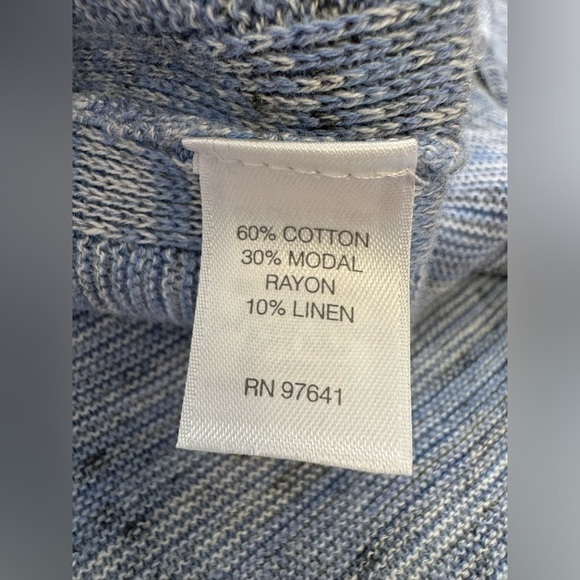 60% COTTON
30% MODAL
RAYON
10% LINEN
RN 97641